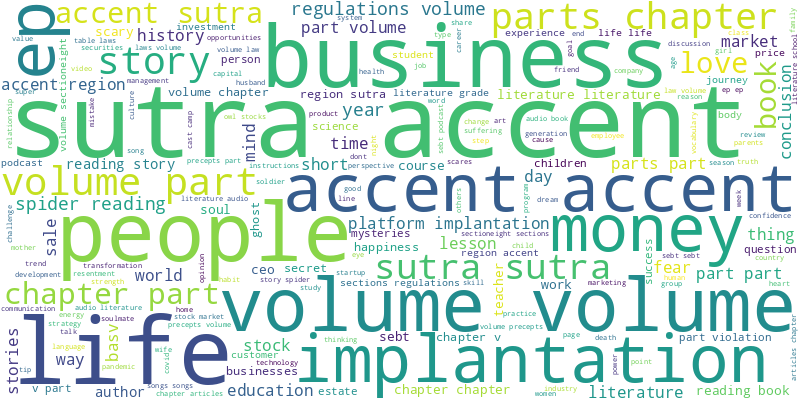 ep accent sutra regulations volume parts chapter
scary history investment part volume experience end life life share career system opportunities
table laws value securities volume law video
accent region story person business student job type love market price family class discussion girl
volume sectioneight super management capital husband health friend goal company age journey book literature school
relationship culture volume chapter region sutra literature grade literature literature law volume reason conclusion
mistake art cast camp owl stocks product word sebt podcast change audio book body
sutra accent
song mind year science suffering generation vocabulary review
podcast precepts part time dont night step cause employee parents season truth
reading story instructions short perspective course scares children parts part
volume part soldier accent accent day
spider reading literature audio good line others program dream week confidence
challenge soul ghost people platform implantation money thing
mother sale mysteries sectioneight sections lesson child region accent question
trend opinion happiness eye sebt sebt country
development transformation world ceo secret sutra sutra success fear part part
resentment startup story spider teacher human group heart
chapter part strength habit study sections regulations skill work marketing
communication audio literature home volume volume
energy soulmate stock market practice
strategy basv stock precepts volume volume precepts page death
stories talk life sebt chapter v part violation articles chapter
way language pandemic wife customer thinking implantation power point
tip covid businesses technology
v part author songs songs education estate chapter chapter industry literature reading book
chapter articles women